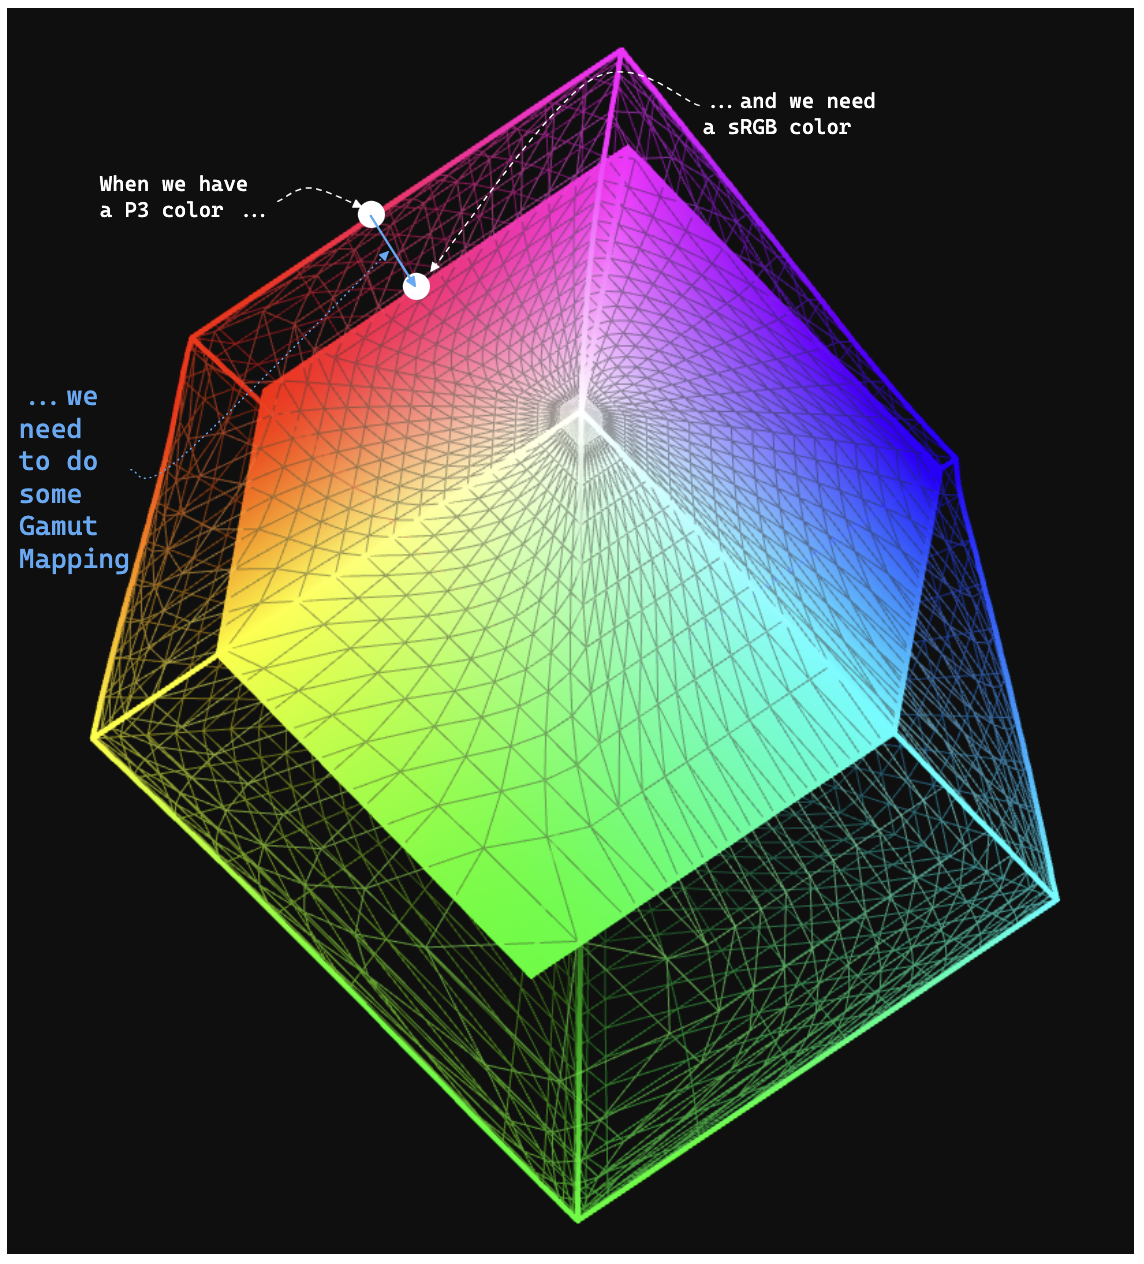 When we have
a P3 color ...
...and we need
a sRGB color
...we
need
to do
some
Gamut
Mapping